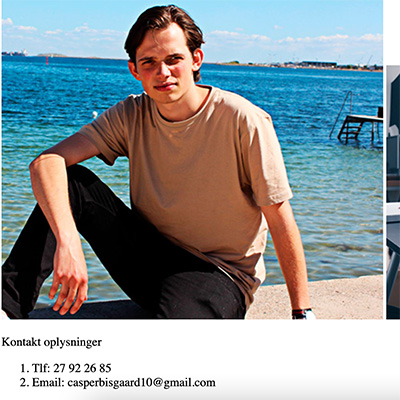 Kontakt oplysninger
1. Tlf: 27 92 26 85
2. Email: casperbisgaard10@gmail.com